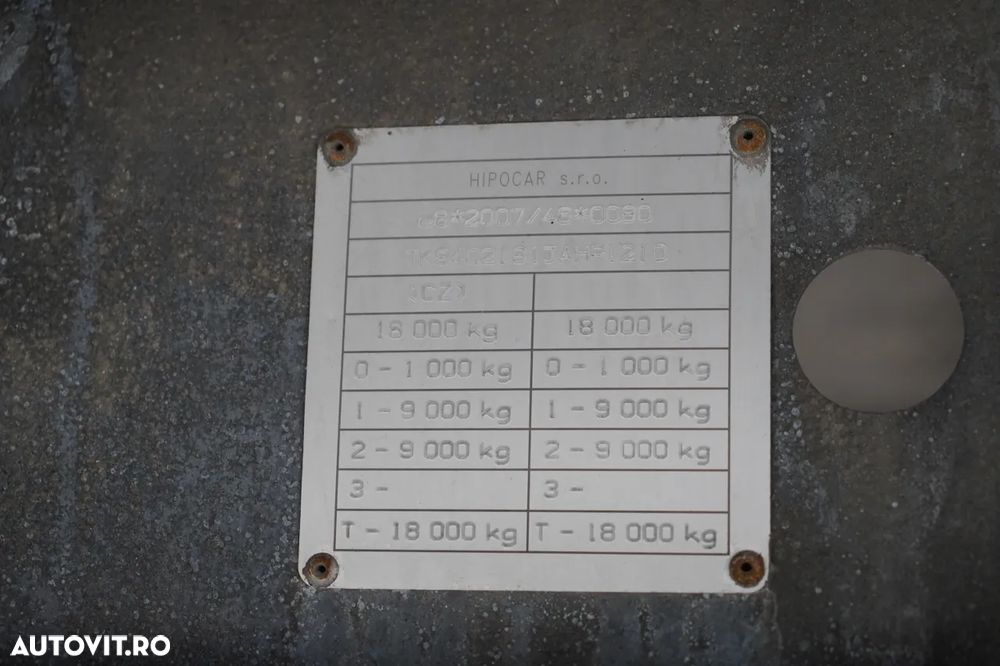 HIPOCAR s.r.o.
(CZ)
18 000 kg 18 000 kg
0 - 1 000 kg 0 - 1 000 kg
1 - 9 000 kg 1 - 9 000 kg
2 - 9 000 kg 2 - 9 000 kg
3 - 3 -
T - 18 000 kg T - 18 000 kg
AUTOVIT.RO